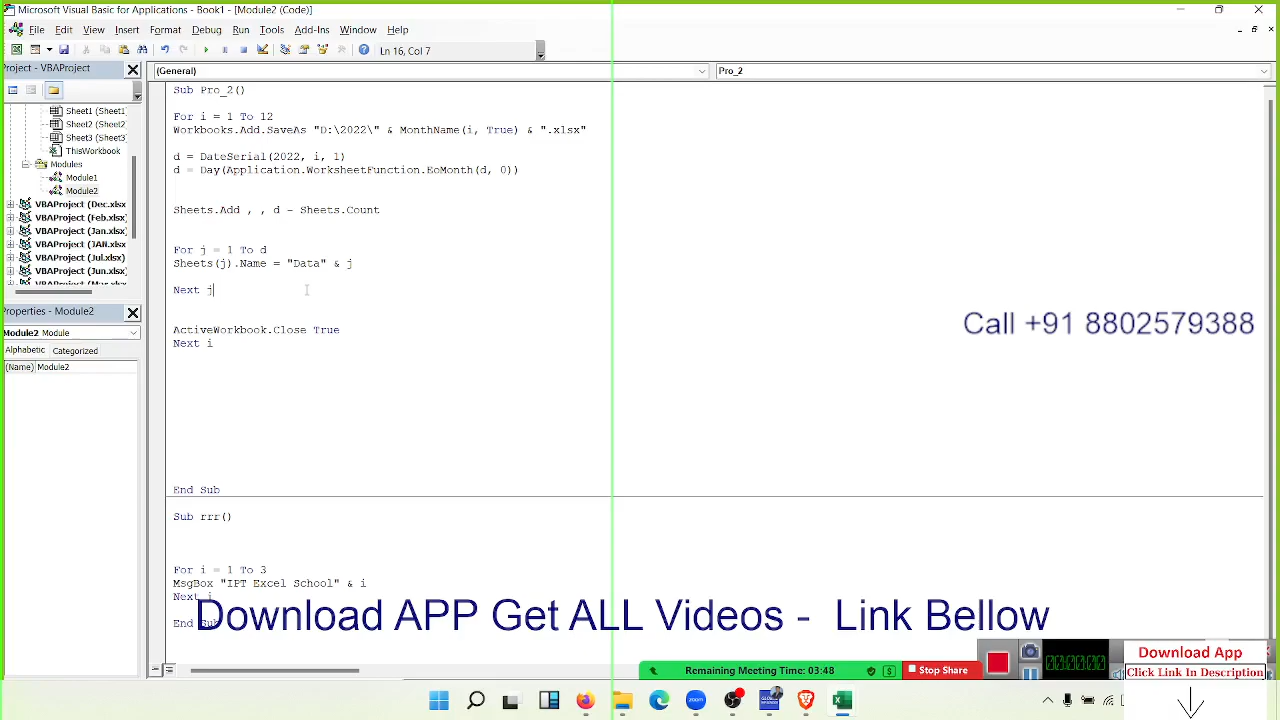 Microsoft Visual Basic for Applications - Book1 - [Module2 (Code)]
File Edit View Insert Format Debug Run Tools Add-Ins Window Help
Ln 16, Col 7
Project - VBAProject
(General)
Pro_2
Sheet1 (Sheet1
Sheet2 (Sheet2
Sheet3 (Sheet3
ThisWorkbook
Modules
Module1
Module2
VBAProject (Dec.xlsx)
VBAProject (Feb.xlsx)
VBAProject (Jan.xlsx)
VBAProject (JAN.xlsx)
VBAProject (Jul.xlsx)
VBAProject (Jun.xlsx)
VBAProject (Mar.xlsx)
Properties - Module2
Module2 Module
Alphabetic Categorized
(Name) Module2
Sub Pro_2()
For i = 1 To 12
Workbooks.Add.SaveAs "D:\2022\" & MonthName(i, True) & ".xlsx"
d = DateSerial(2022, i, 1)
d = Day(Application.WorksheetFunction.EoMonth(d, 0))
Sheets.Add , , d - Sheets.Count
For j = 1 To d
Sheets(j).Name = "Data" & j
Next j
ActiveWorkbook.Close True
Next i
End Sub
Sub rrr()
For i = 1 To 3
MsgBox "IPT Excel School" & i
Next i
End Sub
Call +91 8802579388
Download APP Get ALL Videos - Link Bellow
Remaining Meeting Time: 03:48
Stop Share
Download App
Click Link In Description
zoom